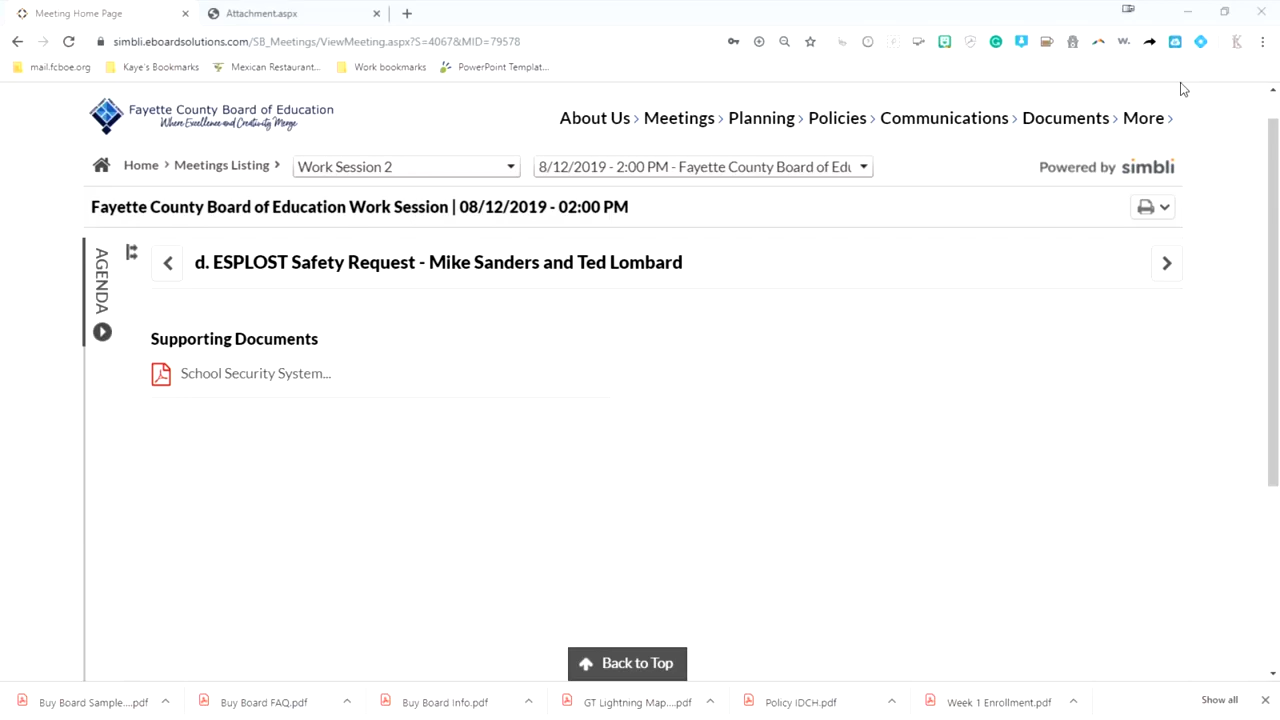 Meeting Home Page
Attachment.aspx
simbli.eboardsolutions.com/SB_Meetings/ViewMeeting.aspx?S=4067&MID=79578
mail.fcboe.org
Kaye's Bookmarks
Mexican Restaurant...
Work bookmarks
PowerPoint Templat...
Fayette County Board of Education
Where Excellence and Creativity Merge
About Us
Meetings
Planning
Policies
Communications
Documents
More
Home
Meetings Listing
Work Session 2
8/12/2019 - 2:00 PM - Fayette County Board of Edu
Powered by simbli
Fayette County Board of Education Work Session | 08/12/2019 - 02:00 PM
AGENDA
d. ESPLOST Safety Request - Mike Sanders and Ted Lombard
Supporting Documents
School Security System...
Back to Top
Buy Board Sample....pdf
Buy Board FAQ.pdf
Buy Board Info.pdf
GT Lightning Map....pdf
Policy IDCH.pdf
Week 1 Enrollment.pdf
Show all